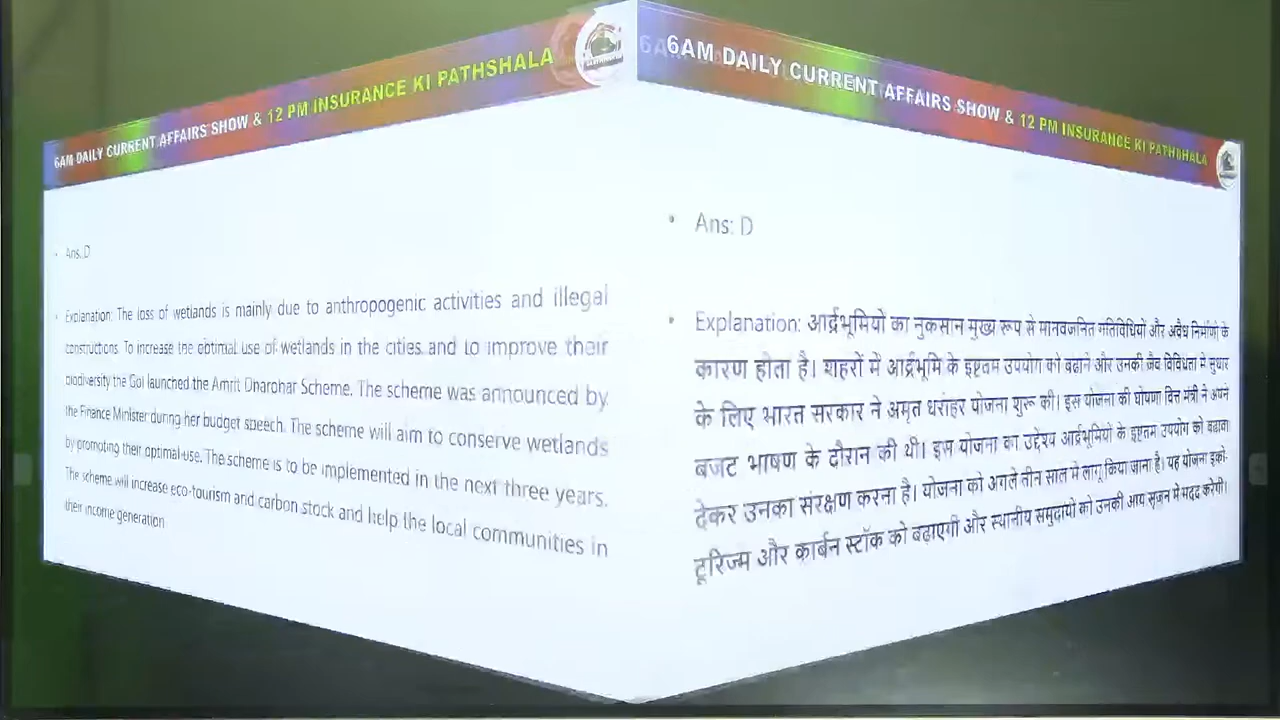 6AM DAILY CURRENT AFFAIRS SHOW & 12 PM INSURANCE KI PATHSHALA
• Ans. D
• Explanation: The loss of wetlands is mainly due to anthropogenic activities and illegal
constructions. To increase the optimal use of wetlands in the cities and to improve their
biodiversity the GoI launched the Amrit Dharohar Scheme. The scheme was announced by
the Finance Minister during her budget speech. The scheme will aim to conserve wetlands
by promoting their optimal use. The scheme is to be implemented in the next three years.
The scheme will increase eco-tourism and carbon stock and help the local communities in
their income generation
6AM DAILY CURRENT AFFAIRS SHOW & 12 PM INSURANCE KI PATHSHALA
• Ans: D
• Explanation: आर्द्रभूमियों का नुकसान मुख्य रूप से मानवजनित गतिविधियों और अवैध निर्माणों के
कारण होता है। शहरों में आर्द्रभूमि के इष्टतम उपयोग को बढ़ाने और उनकी जैव विविधता में सुधार
के लिए भारत सरकार ने अमृत धरोहर योजना शुरू की। इस योजना की घोषणा वित्त मंत्री ने अपने
बजट भाषण के दौरान की थी। इस योजना का उद्देश्य आर्द्रभूमियों के इष्टतम उपयोग को बढ़ावा
देकर उनका संरक्षण करना है। योजना को अगले तीन साल में लागू किया जाना है। यह योजना इको-
टूरिज्म और कार्बन स्टॉक को बढ़ाएगी और स्थानीय समुदायों को उनकी आय सृजन में मदद करेगी।